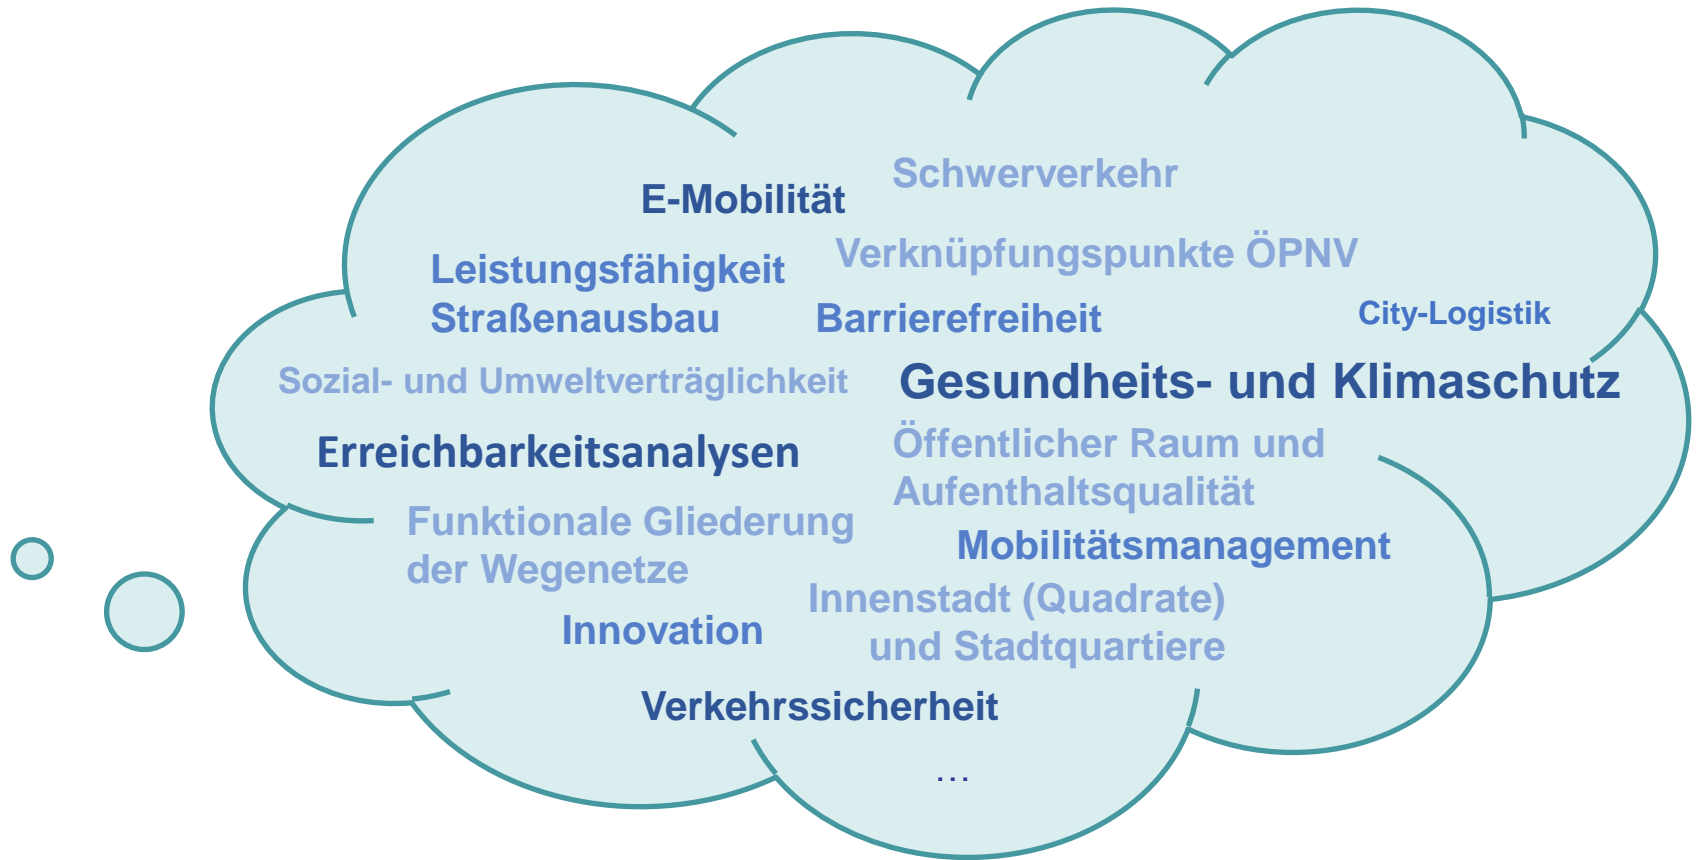 Schwerverkehr
E-Mobilität
Verknüpfungspunkte ÖPNV
Leistungsfähigkeit
Straßenausbau
Barrierefreiheit
City-Logistik
Sozial- und Umweltverträglichkeit
Gesundheits- und Klimaschutz
Erreichbarkeitsanalysen
Öffentlicher Raum und
Aufenthaltsqualität
Funktionale Gliederung
der Wegenetze
Mobilitätsmanagement
Innenstadt (Quadrate)
und Stadtquartiere
Innovation
Verkehrssicherheit
...